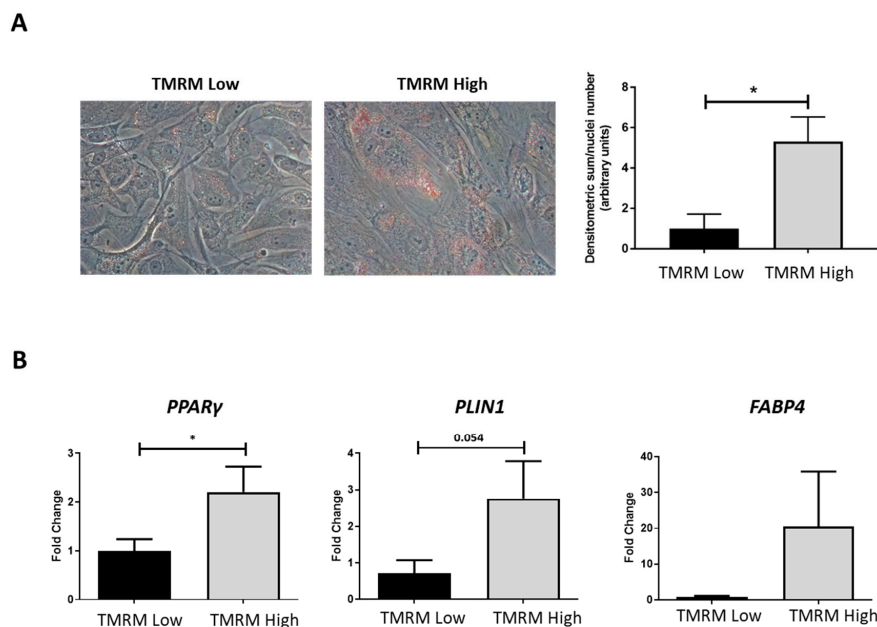 A
TMRM Low
TMRM High
Densitometric sum/nuclei number
(arbitrary units)
8
6
4
2
0
*
TMRM Low
TMRM High
B
PPARγ
Fold Change
3
2
1
0
*
TMRM Low
TMRM High
PLIN1
Fold Change
4
3
2
1
0
0.054
TMRM Low
TMRM High
FABP4
Fold Change
40
30
20
10
0
TMRM Low
TMRM High